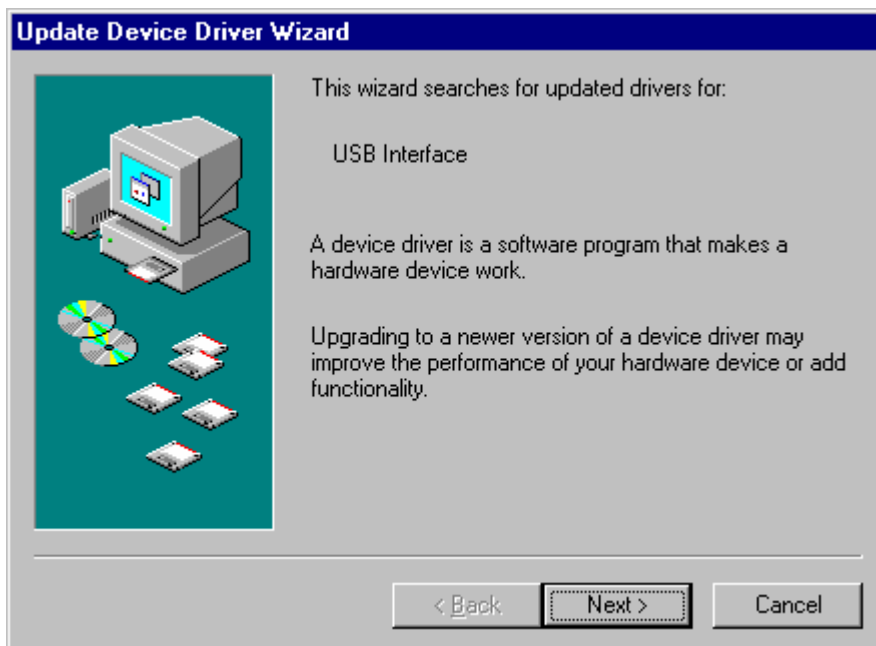 Update Device Driver Wizard
This wizard searches for updated drivers for:
USB Interface
A device driver is a software program that makes a
hardware device work.
Upgrading to a newer version of a device driver may
improve the performance of your hardware device or add
functionality.
< Back
Next >
Cancel